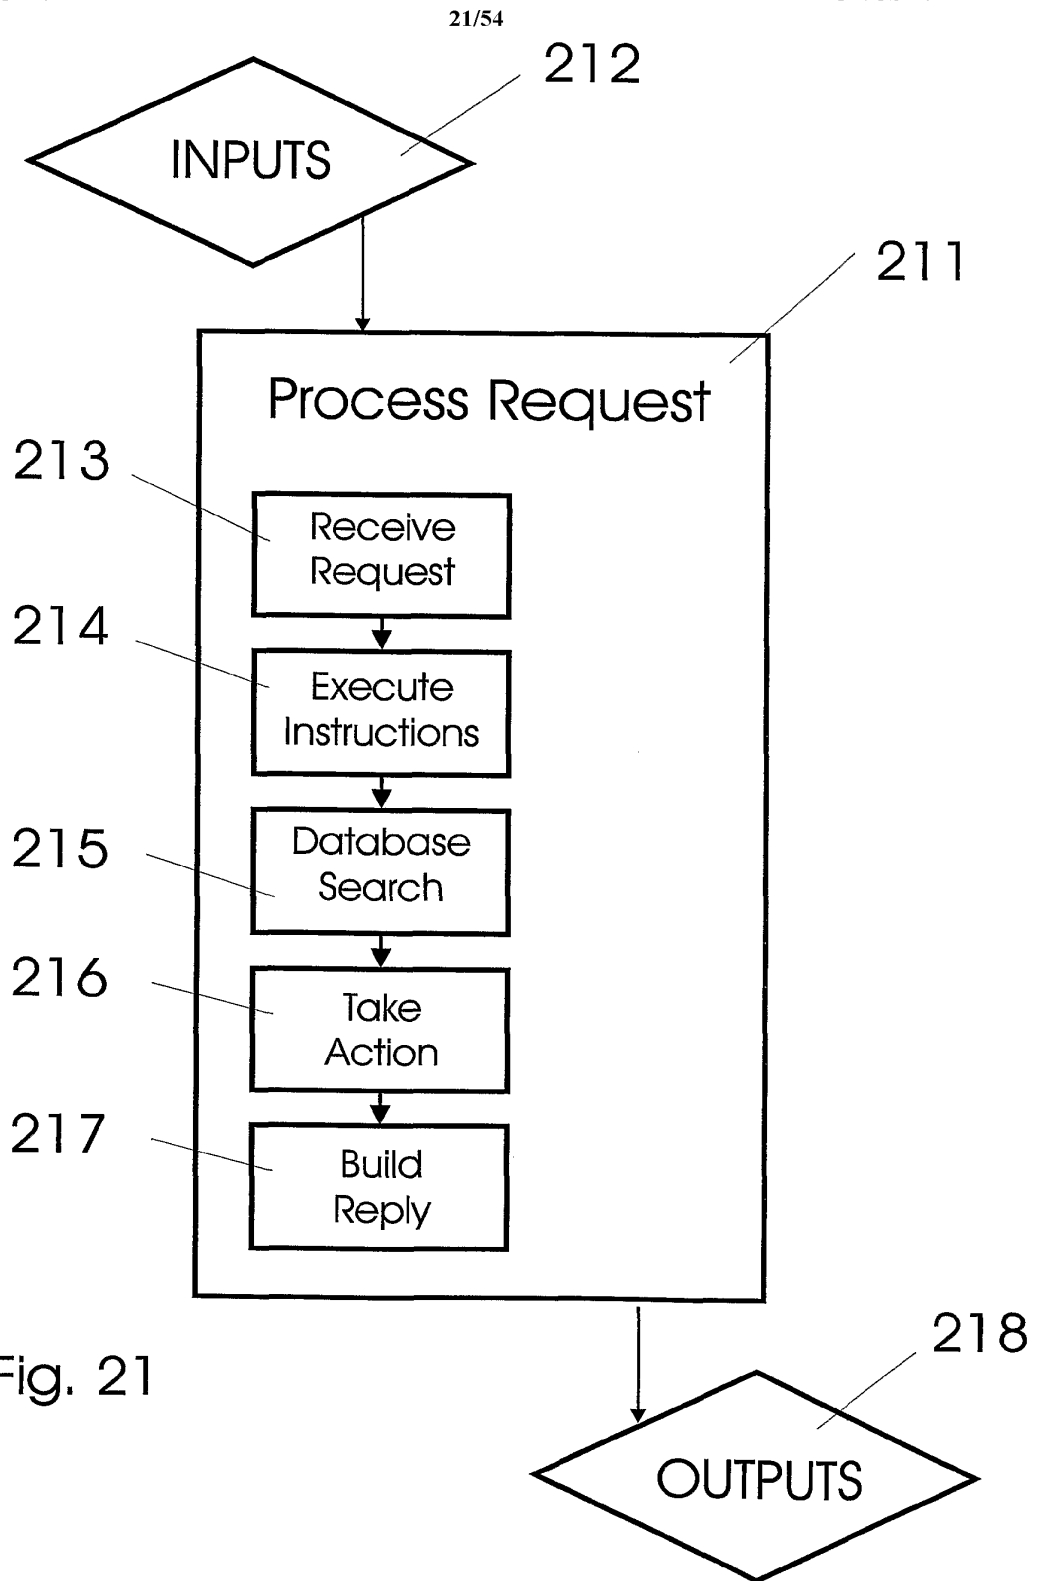 21/54
212
INPUTS
211
Process Request
213
Receive
Request
214
Execute
Instructions
215
Database
Search
216
Take
Action
217
Build
Reply
218
Fig. 21
OUTPUTS